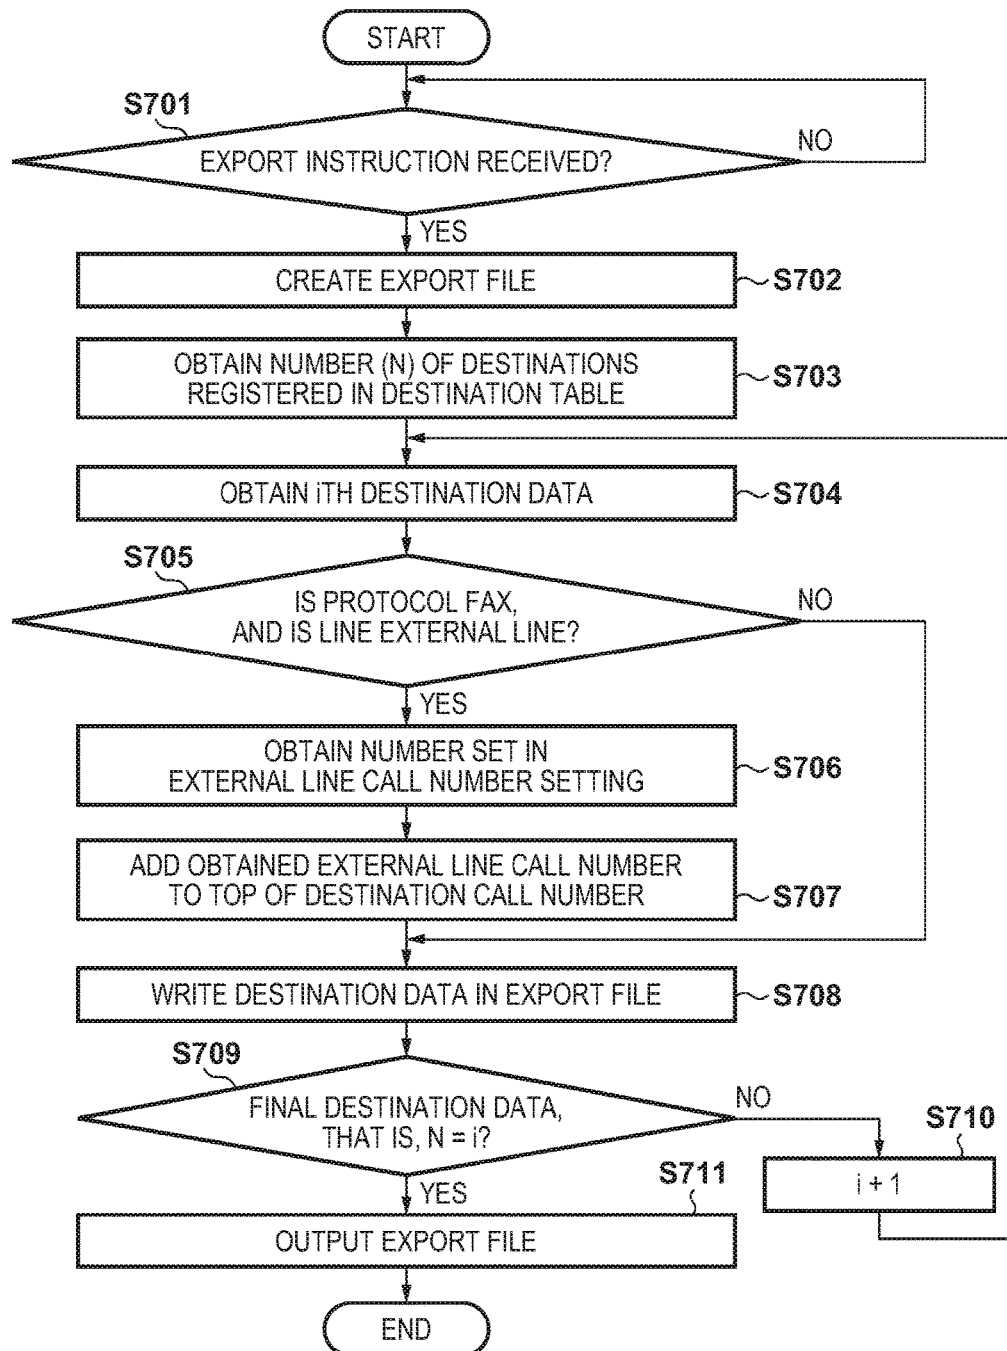 START
S701
EXPORT INSTRUCTION RECEIVED?
NO
YES
CREATE EXPORT FILE
S702
OBTAIN NUMBER (N) OF DESTINATIONS
REGISTERED IN DESTINATION TABLE
S703
OBTAIN iTH DESTINATION DATA
S704
S705
IS PROTOCOL FAX,
AND IS LINE EXTERNAL LINE?
NO
YES
OBTAIN NUMBER SET IN
EXTERNAL LINE CALL NUMBER SETTING
S706
ADD OBTAINED EXTERNAL LINE CALL NUMBER
TO TOP OF DESTINATION CALL NUMBER
S707
WRITE DESTINATION DATA IN EXPORT FILE
S708
S709
FINAL DESTINATION DATA,
THAT IS, N = i?
NO
S710
i + 1
YES
S711
OUTPUT EXPORT FILE
END